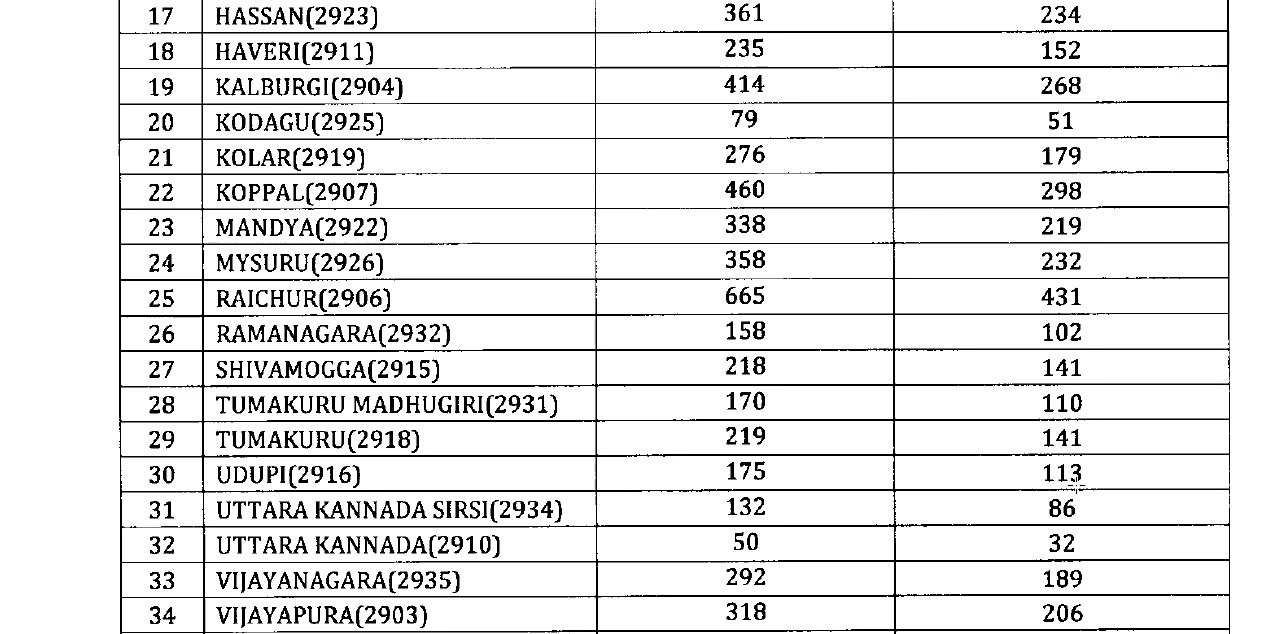 17 HASSAN(2923) 361 234
18 HAVERI(2911) 235 152
19 KALBURGI(2904) 414 268
20 KODAGU(2925) 79 51
21 KOLAR(2919) 276 179
22 KOPPAL(2907) 460 298
23 MANDYA(2922) 338 219
24 MYSURU(2926) 358 232
25 RAICHUR(2906) 665 431
26 RAMANAGARA(2932) 158 102
27 SHIVAMOGGA(2915) 218 141
28 TUMAKURU MADHUGIRI(2931) 170 110
29 TUMAKURU(2918) 219 141
30 UDUPI(2916) 175 113
31 UTTARA KANNADA SIRSI(2934) 132 86
32 UTTARA KANNADA(2910) 50 32
33 VIJAYANAGARA(2935) 292 189
34 VIJAYAPURA(2903) 318 206